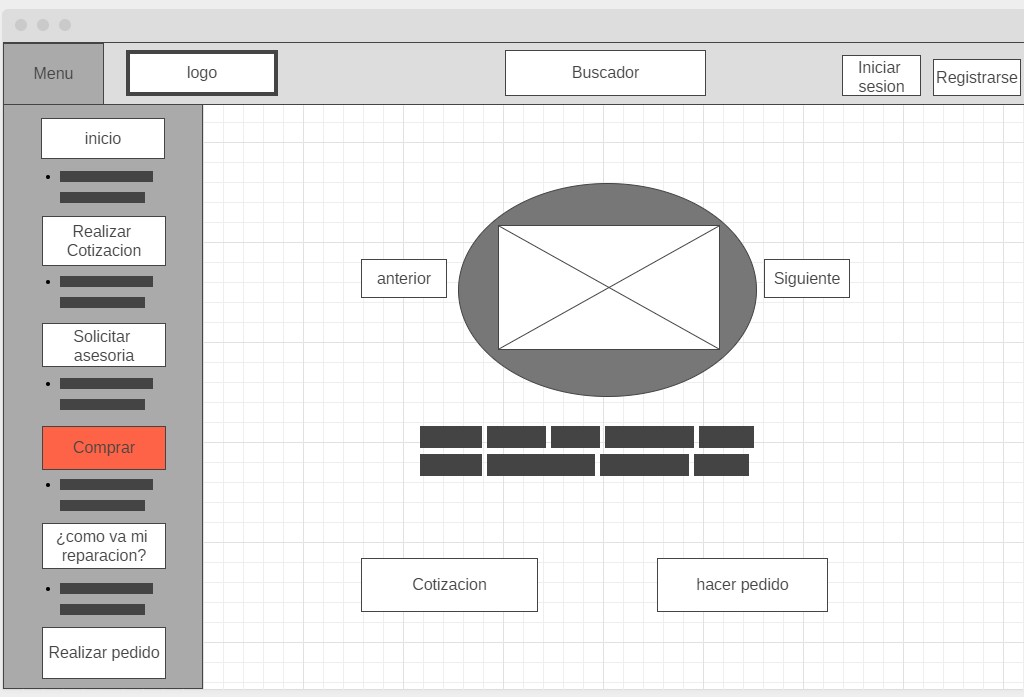 Menu
logo
Buscador
Iniciar
sesion
Registrarse
inicio
Realizar
Cotizacion
Solicitar
asesoria
Comprar
¿como va mi
reparacion?
Realizar pedido
anterior
Siguiente
Cotizacion
hacer pedido